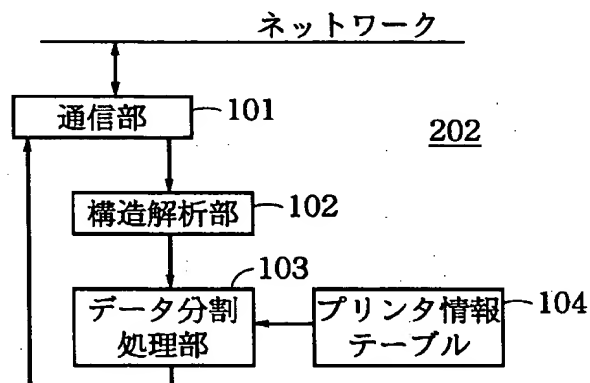 ネットワーク
通信部
101
202
構造解析部
102
103
データ分割
処理部
プリンタ情報
テーブル
104